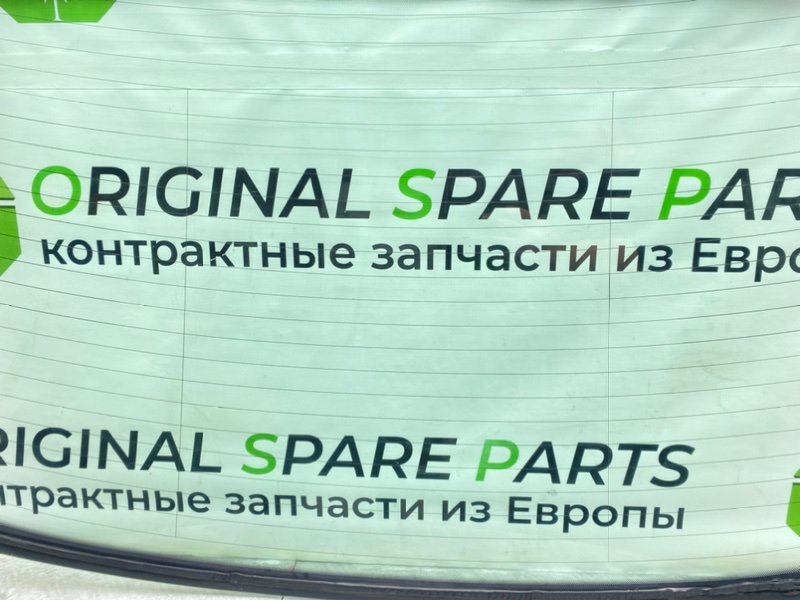 ORIGINAL SPARE PAR
контрактные запчасти из Евро
RIGINAL SPARE PARTS
нтрактные запчасти из Европы